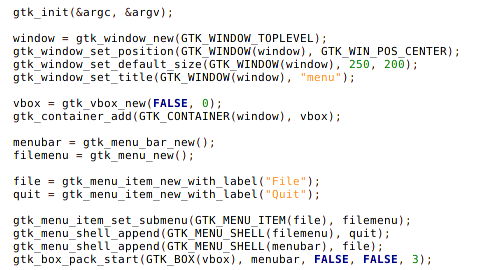 gtk_init(&argc, &argv);
window = gtk_window_new(GTK_WINDOW_TOPLEVEL);
gtk_window_set_position(GTK_WINDOW(window), GTK_WIN_POS_CENTER);
gtk_window_set_default_size(GTK_WINDOW(window), 250, 200);
gtk_window_set_title(GTK_WINDOW(window), "menu");
vbox = gtk_vbox_new(FALSE, 0);
gtk_container_add(GTK_CONTAINER(window), vbox);
menubar = gtk_menu_bar_new();
filemenu = gtk_menu_new();
file = gtk_menu_item_new_with_label("File");
quit = gtk_menu_item_new_with_label("Quit");
gtk_menu_item_set_submenu(GTK_MENU_ITEM(file), filemenu);
gtk_menu_shell_append(GTK_MENU_SHELL(filemenu), quit);
gtk_menu_shell_append(GTK_MENU_SHELL(menubar), file);
gtk_box_pack_start(GTK_BOX(vbox), menubar, FALSE, FALSE, 3);